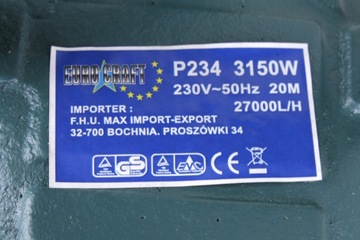 EURO CRAFT
P234 3150W
230V~50Hz 20M
27000L/H
IMPORTER :
F.H.U. MAX IMPORT-EXPORT
32-700 BOCHNIA. PROSZÓWKI 34
GS
EMC
CE